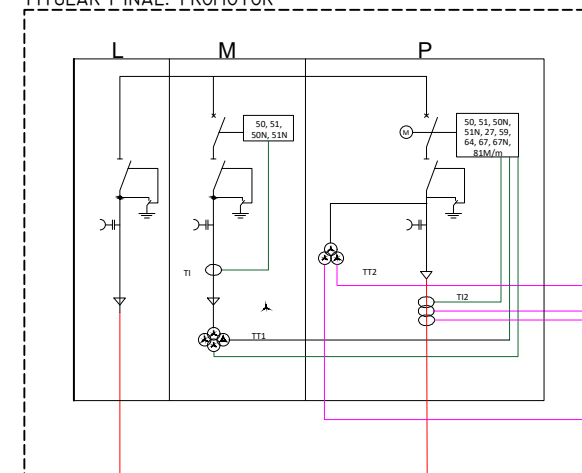 TITULAR FINAL: PROMOTOR
L
M
P
50, 51,
50N, 51N
M
50, 51, 50N,
51N, 27, 59,
64, 67, 67N,
81M/m
TI
TT2
TI2
TT1